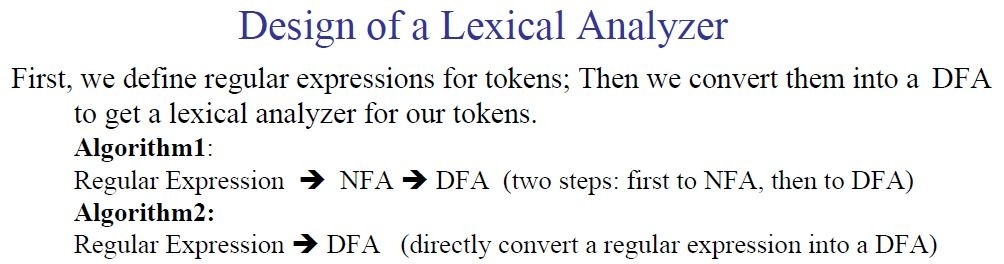 Design of a Lexical Analyzer
First, we define regular expressions for tokens; Then we convert them into a DFA
to get a lexical analyzer for our tokens.
Algorithm1:
Regular Expression ➔ NFA ➔ DFA (two steps: first to NFA, then to DFA)
Algorithm2:
Regular Expression ➔ DFA (directly convert a regular expression into a DFA)